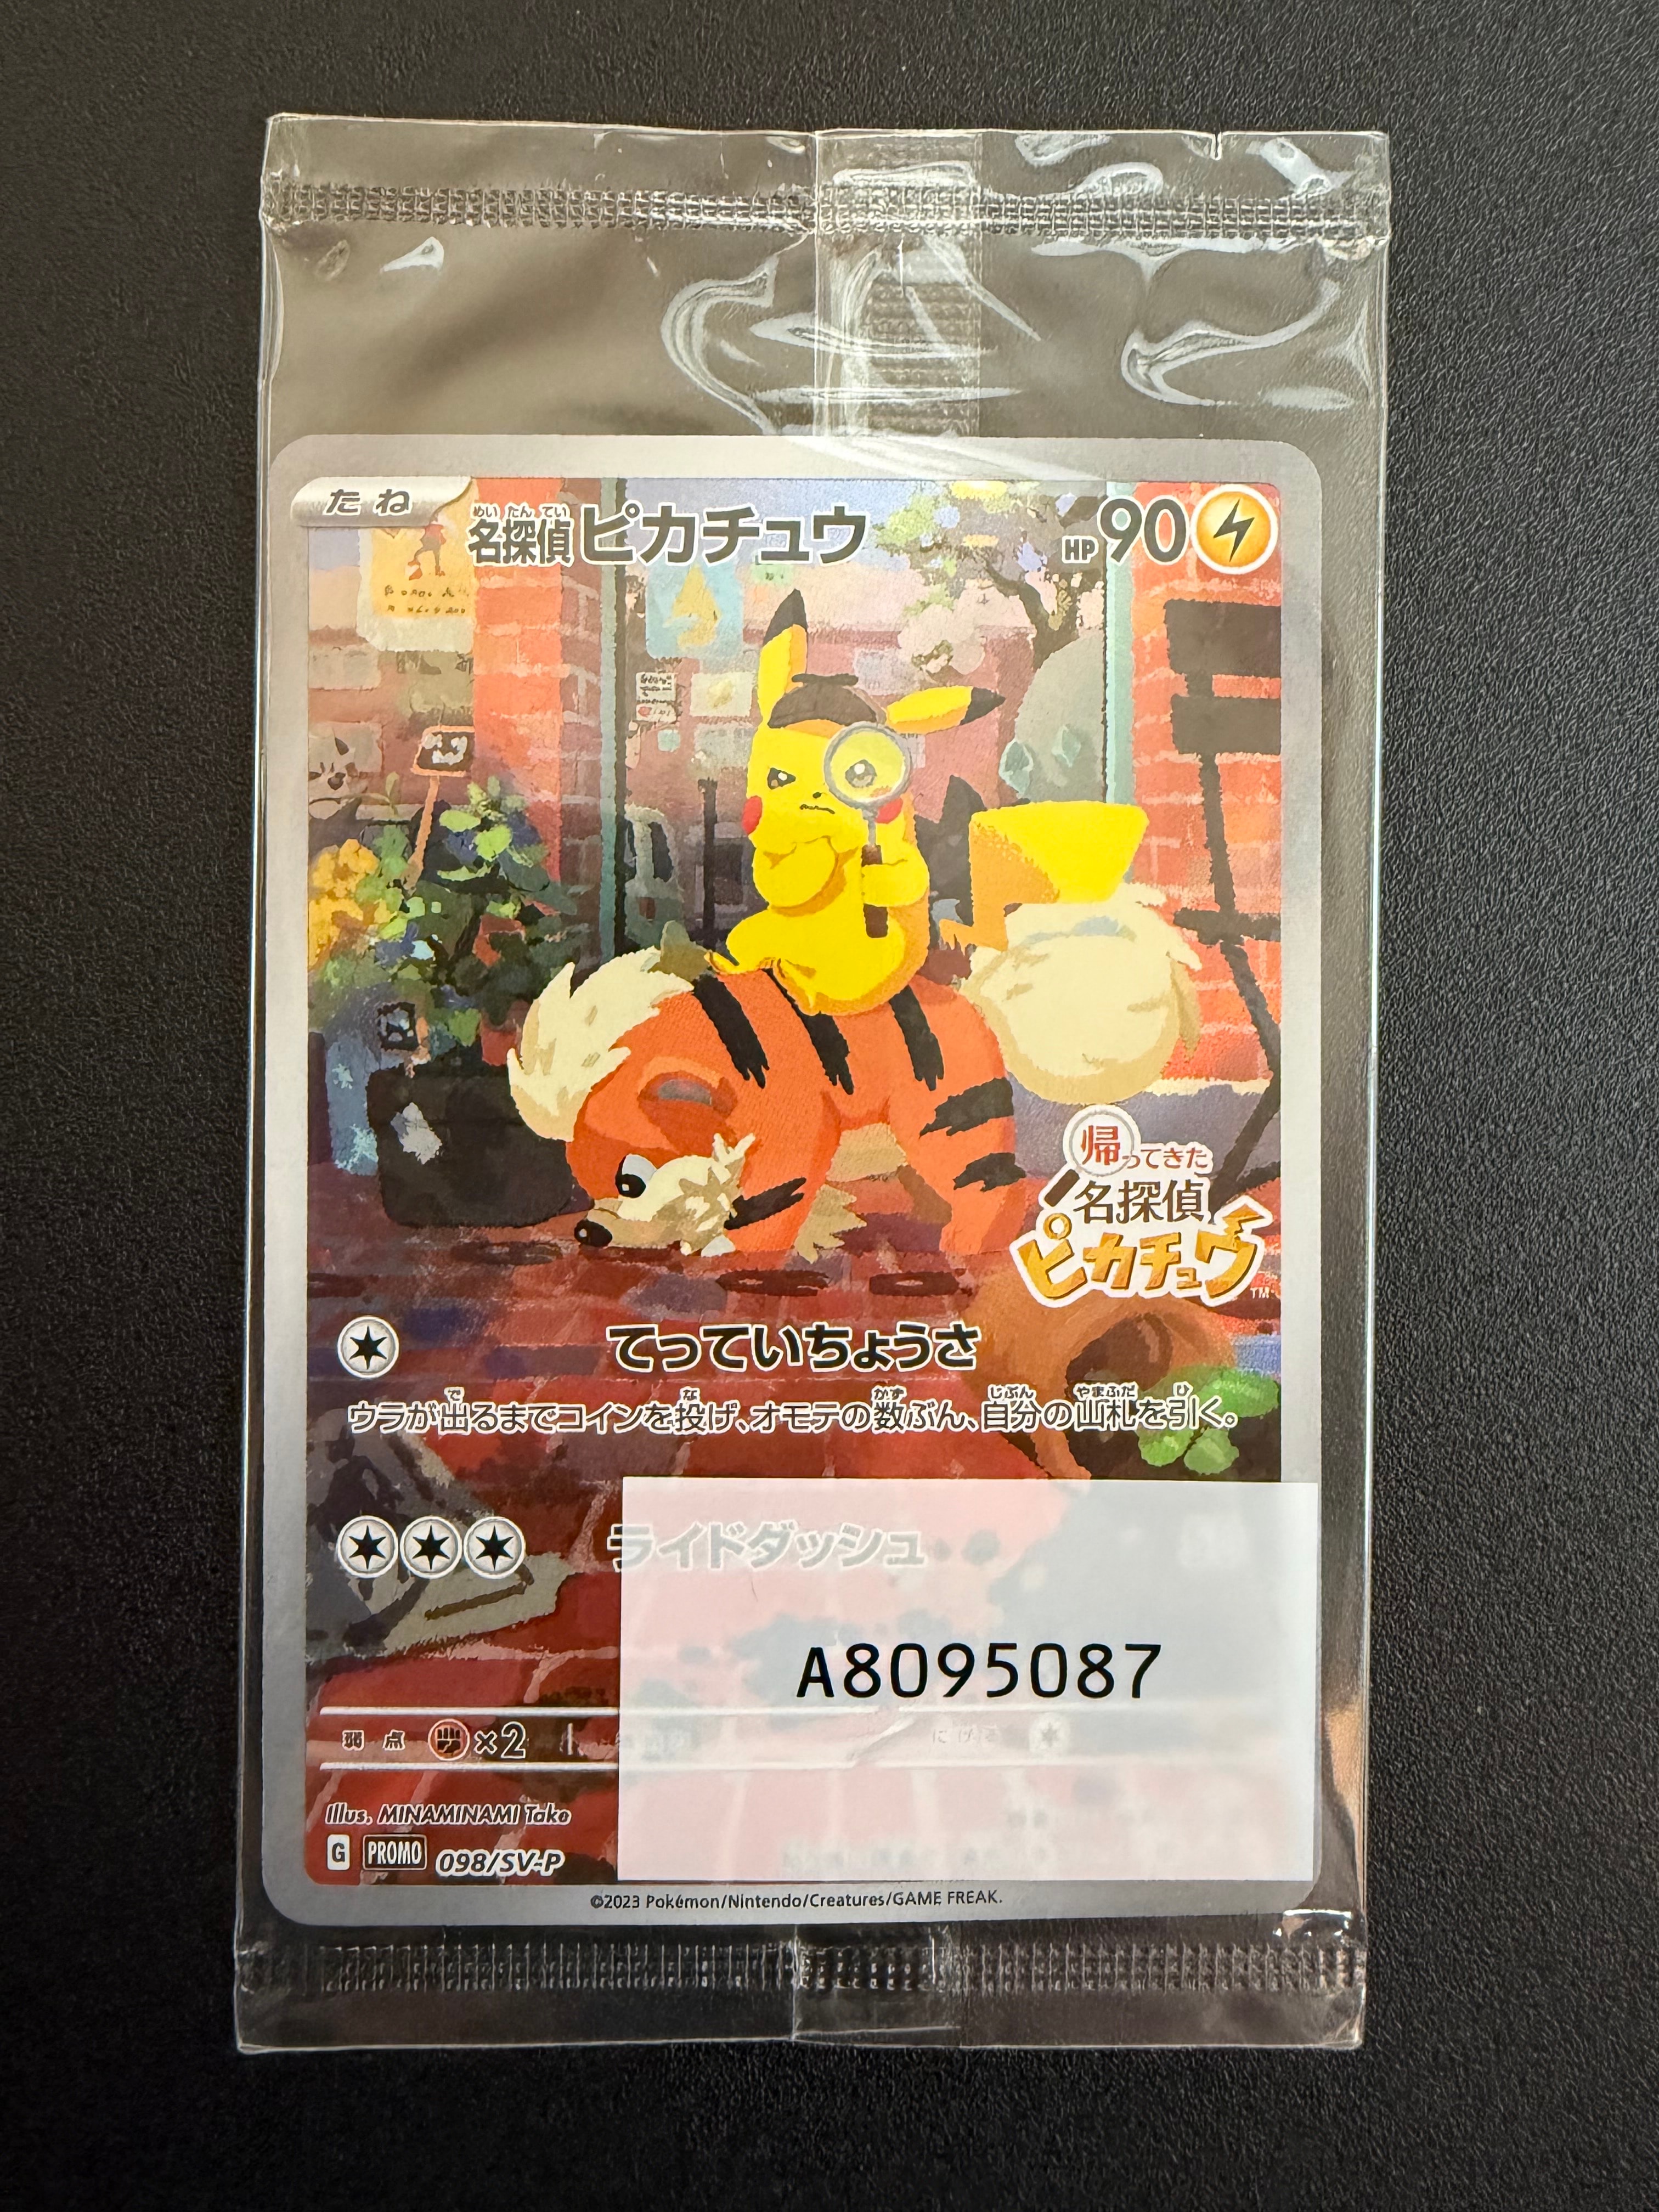 たね
めいたんてい
名探偵ピカチュウ
HP90
帰ってきた
名探偵
ピカチュウ
TM
てっていちょうさ
で な かず じぶん やまふだ ひ
ウラが出るまでコインを投げ、オモテの数ぶん、自分の山札を引く。
ライドダッシュ
A8095087
弱点 ×2
にげる
Illus. MINAMINAMI Take
G PROMO 098/SV-P
©2023 Pokémon/Nintendo/Creatures/GAME FREAK.